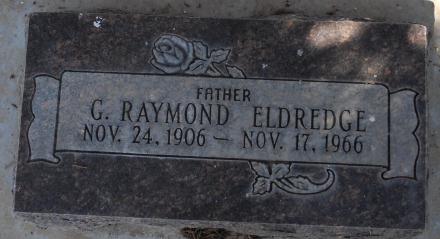 FATHER
G. RAYMOND ELDREDGE
NOV. 24, 1906 — NOV. 17, 1966